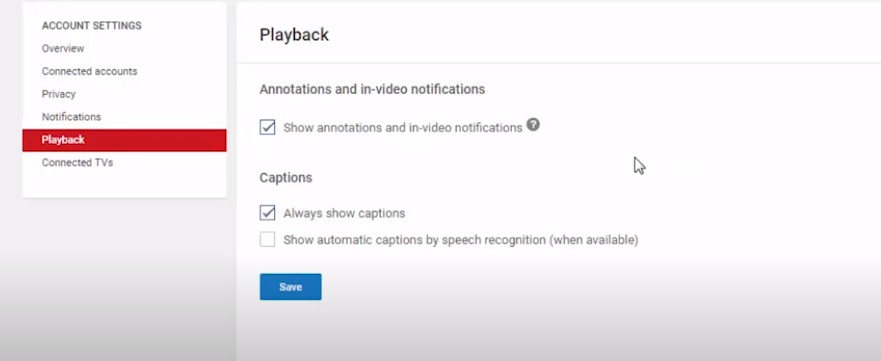 ACCOUNT SETTINGS
Overview
Connected accounts
Privacy
Notifications
Playback
Connected TVs
Playback
Annotations and in-video notifications
Show annotations and in-video notifications ?
Captions
Always show captions
Show automatic captions by speech recognition (when available)
Save